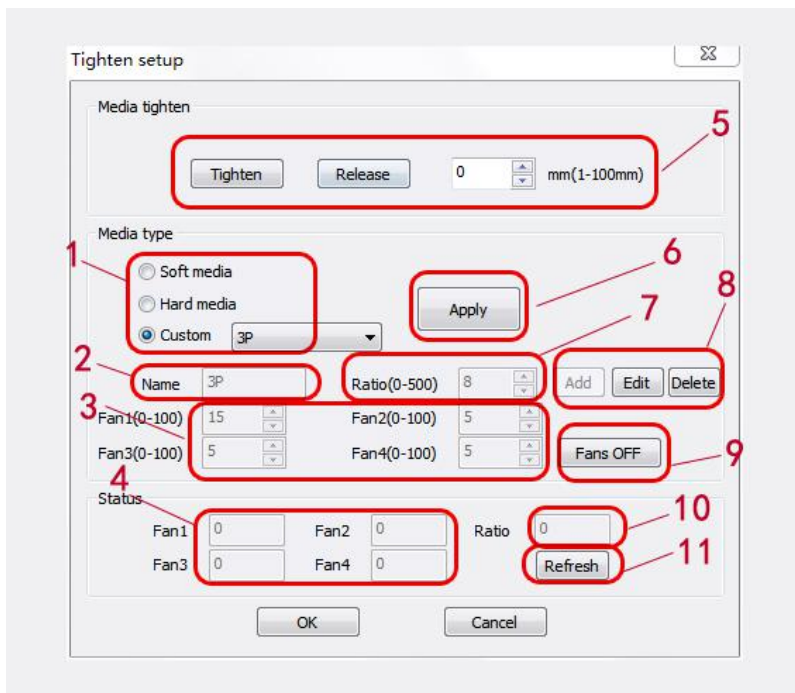 Tighten setup
Media tighten
5
Tighten Release 0 mm(1-100mm)
Media type
1
Soft media
6
Hard media
Apply
7
8
Custom 3P
2
Name 3P Ratio(0-500) 8 Add Edit Delete
3
Fan1(0-100) 15 Fan2(0-100) 5
Fan3(0-100) 5 Fan4(0-100) 5 Fans OFF
9
4
Status
10
Fan1 0 Fan2 0 Ratio 0
11
Fan3 0 Fan4 0 Refresh
OK Cancel